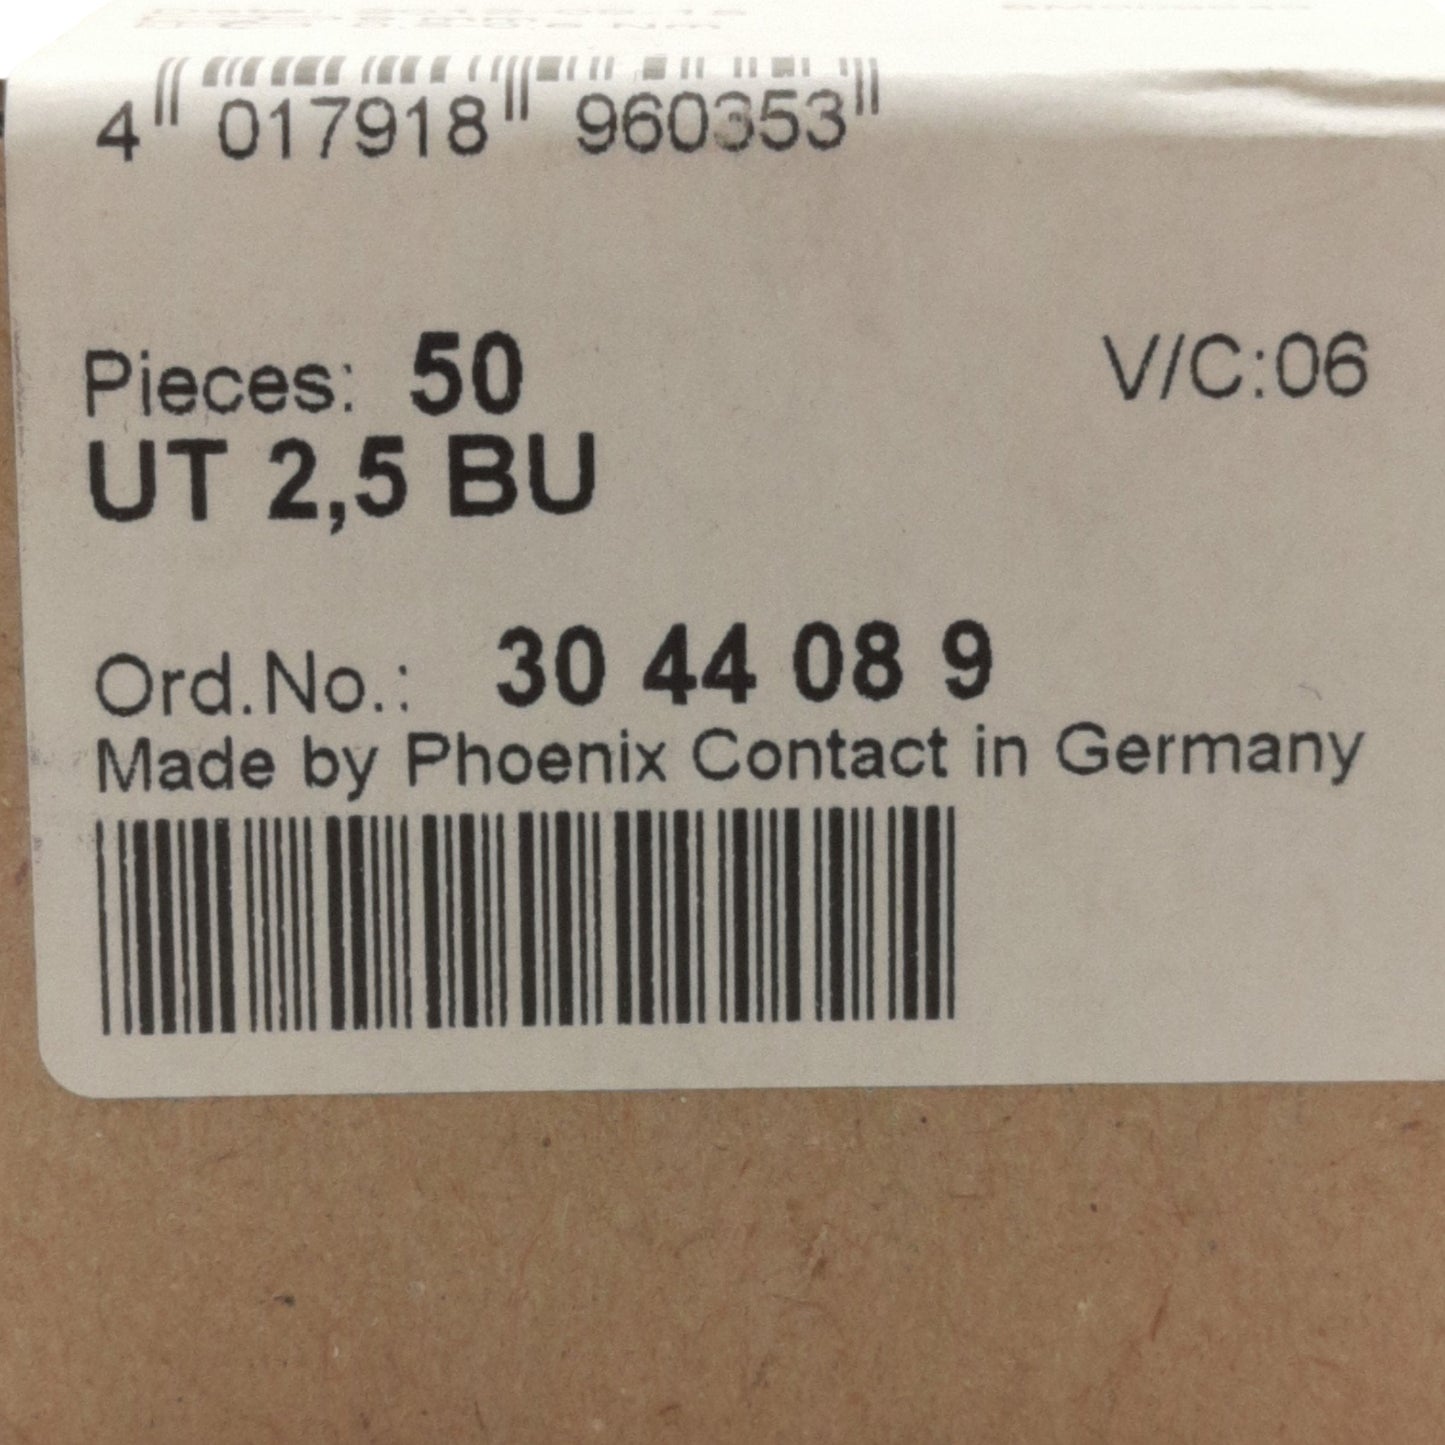 4 017918 960353
Pieces: 50 V/C:06
UT 2,5 BU
Ord.No.: 30 44 08 9
Made by Phoenix Contact in Germany